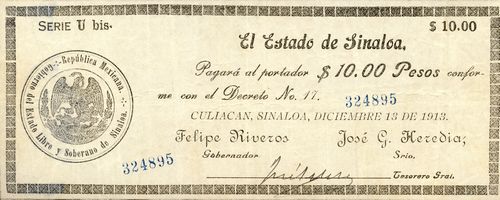 SERIE U bis.
$ 10.00
El Estado de Sinaloa.
Pagará al portador $ 10.00 Pesos confor-
me con el Decreto No. 17.
324895
CULIACAN, SINALOA, DICIEMBRE 13 DE 1913.
Felipe Riveros José G. Heredia;
Gobernador Srio.
324895
Tesorero Gral.
República Mexicana.
Gobierno del Estado Libre y Soberano de Sinaloa.